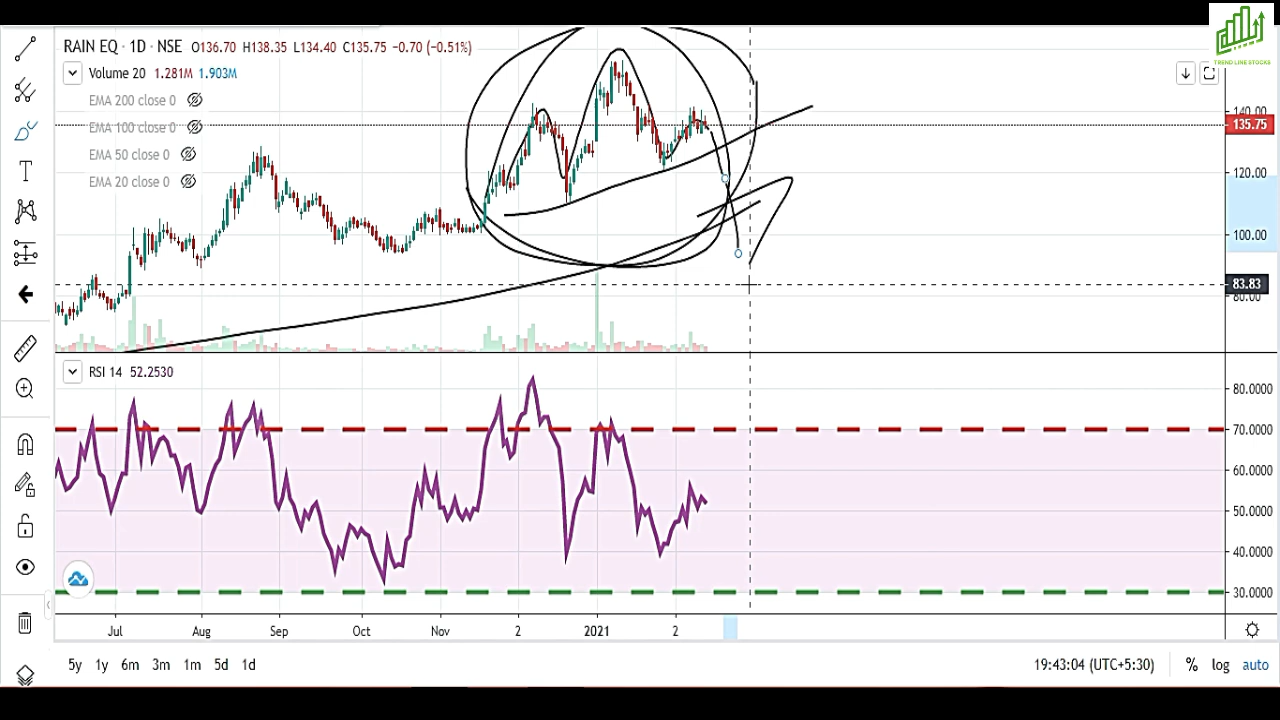 RAIN EQ · 1D · NSE O136.70 H138.35 L134.40 C135.75 −0.70 (−0.51%)
Volume 20 1.281M 1.903M
EMA 200 close 0
EMA 100 close 0
EMA 50 close 0
EMA 20 close 0
TREND LINE STOCKS
140.00
135.75
120.00
100.00
83.83
80.00
RSI 14 52.2530
80.0000
70.0000
60.0000
50.0000
40.0000
30.0000
Jul Aug Sep Oct Nov 2 2021 2
5y 1y 6m 3m 1m 5d 1d 19:43:04 (UTC+5:30) % log auto